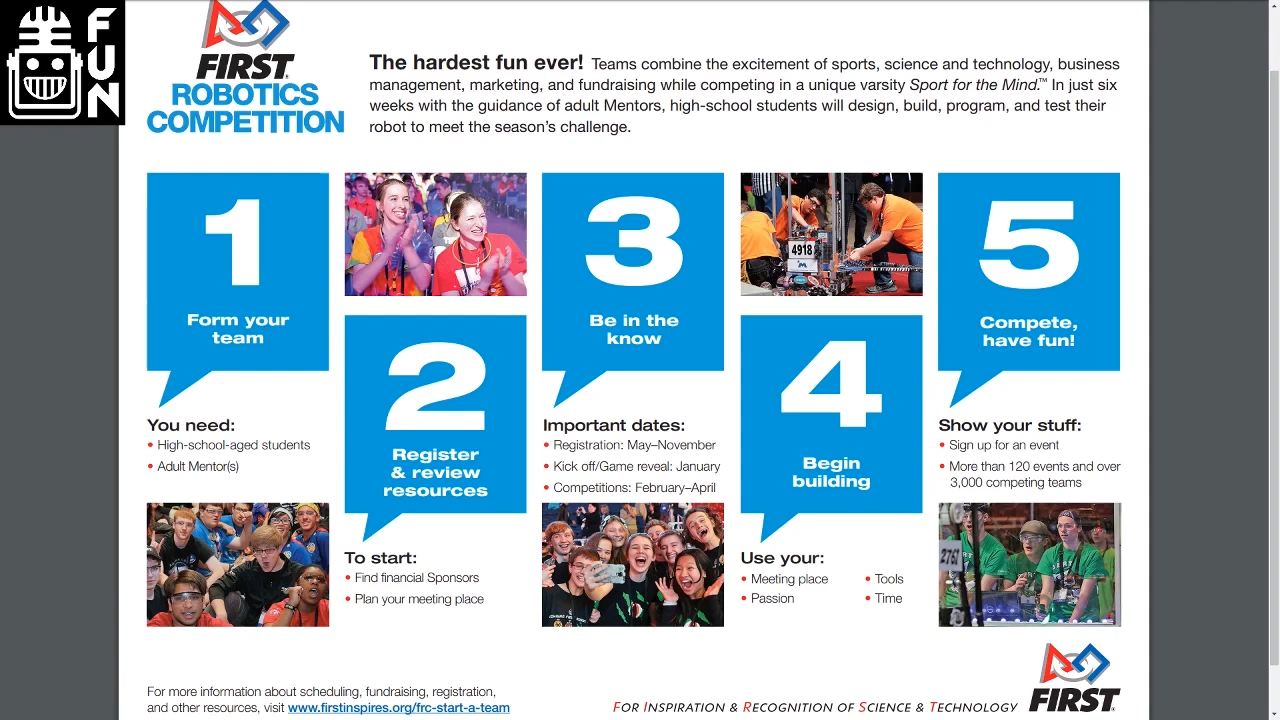 FUN
FIRST
ROBOTICS
COMPETITION
The hardest fun ever! Teams combine the excitement of sports, science and technology, business
management, marketing, and fundraising while competing in a unique varsity Sport for the Mind.™ In just six
weeks with the guidance of adult Mentors, high-school students will design, build, program, and test their
robot to meet the season's challenge.
1
Form your
team
You need:
• High-school-aged students
• Adult Mentor(s)
2
Register
& review
resources
To start:
• Find financial Sponsors
• Plan your meeting place
3
Be in the
know
Important dates:
• Registration: May–November
• Kick off/Game reveal: January
• Competitions: February–April
4918
4
Begin
building
Use your:
• Meeting place
• Passion
• Tools
• Time
5
Compete,
have fun!
Show your stuff:
• Sign up for an event
• More than 120 events and over
3,000 competing teams
For more information about scheduling, fundraising, registration,
and other resources, visit www.firstinspires.org/frc-start-a-team
FOR INSPIRATION & RECOGNITION OF SCIENCE & TECHNOLOGY
FIRST